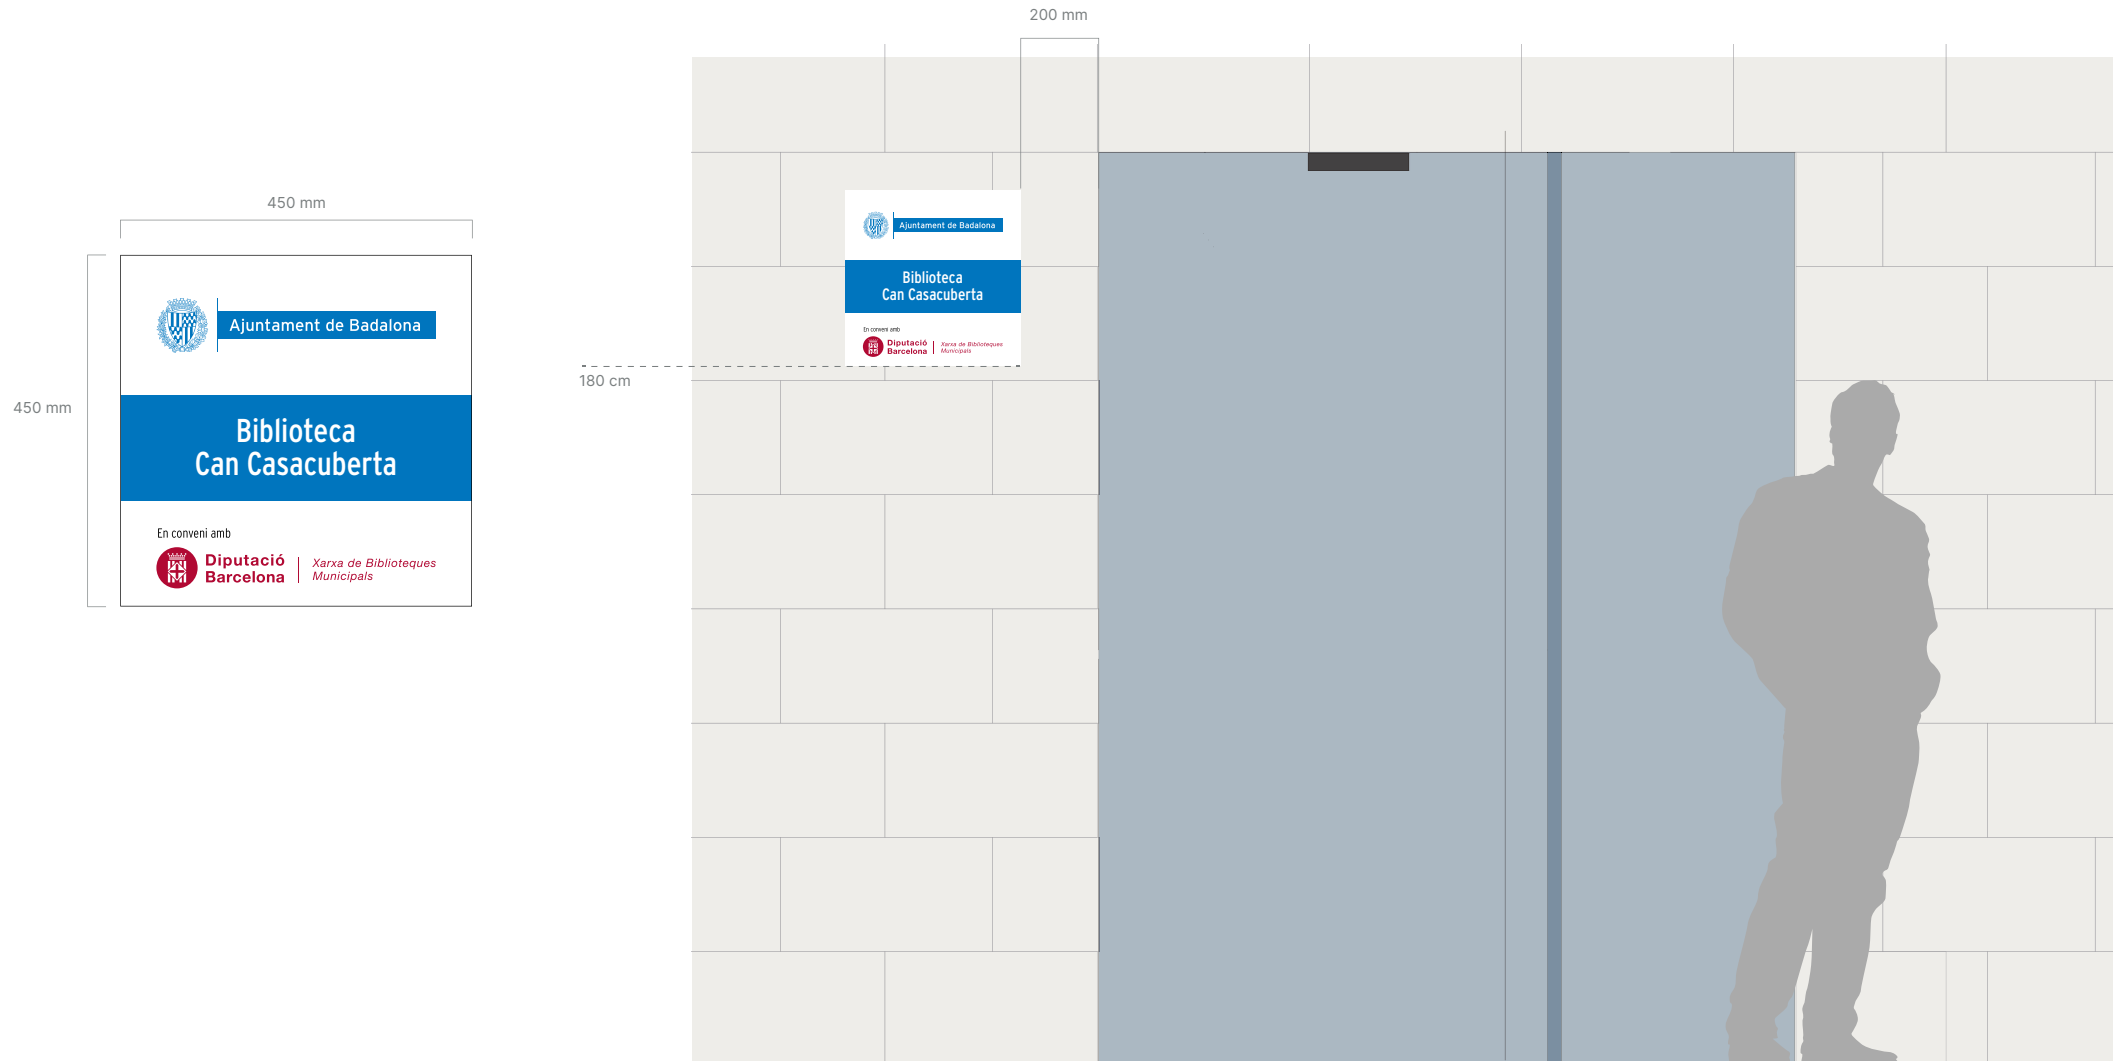 450 mm
450 mm
Ajuntament de Badalona
Biblioteca
Can Casacuberta
En conveni amb
Diputació
Barcelona
Xarxa de Biblioteques
Municipals
200 mm
Ajuntament de Badalona
Biblioteca
Can Casacuberta
En conveni amb
Diputació
Barcelona
Xarxa de Biblioteques
Municipals
180 cm